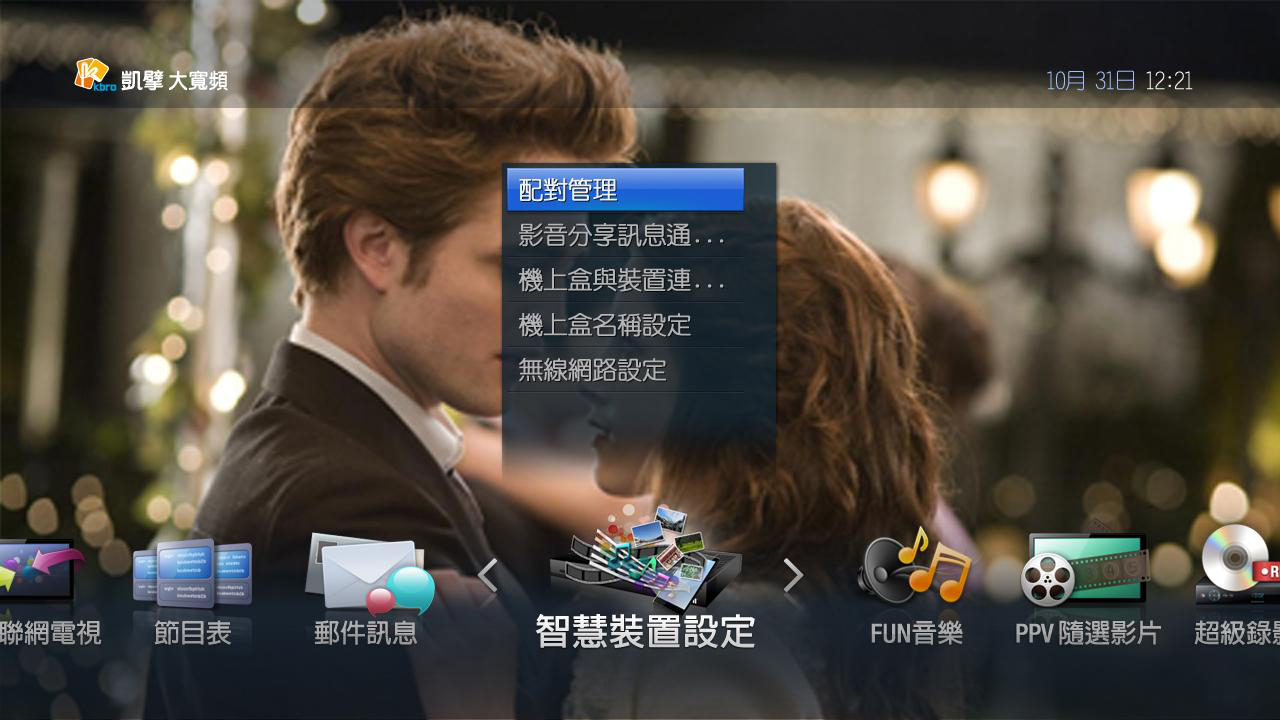 kbro 凱擘 大寬頻
10月 31日 12:21
配對管理
影音分享訊息通...
機上盒與裝置連...
機上盒名稱設定
無線網路設定
聯網電視
節目表
郵件訊息
智慧裝置設定
FUN音樂
PPV 隨選影片
超級錄影